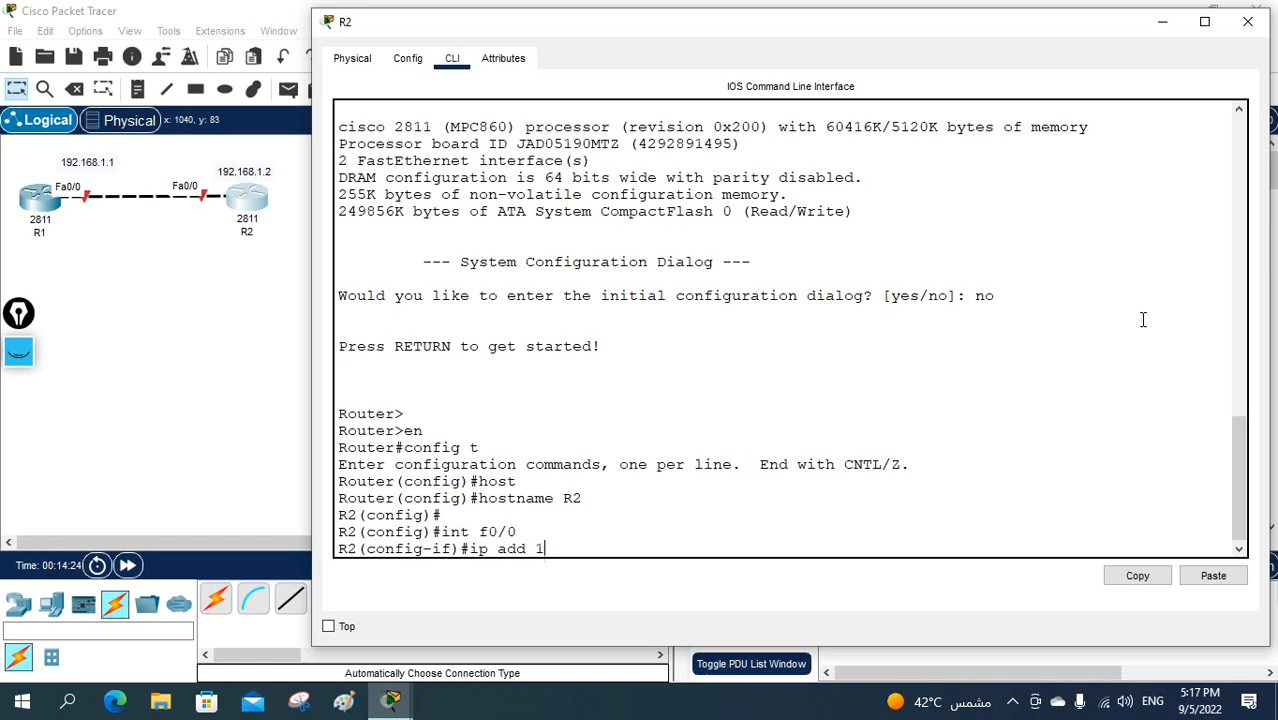 Cisco Packet Tracer
File Edit Options View Tools Extensions Window
Logical Physical x: 1040, y: 83
192.168.1.1
192.168.1.2
Fa0/0 Fa0/0
2811 2811
R1 R2
Time: 00:14:24
R2
Physical Config CLI Attributes
IOS Command Line Interface
cisco 2811 (MPC860) processor (revision 0x200) with 60416K/5120K bytes of memory
Processor board ID JAD05190MTZ (4292891495)
2 FastEthernet interface(s)
DRAM configuration is 64 bits wide with parity disabled.
255K bytes of non-volatile configuration memory.
249856K bytes of ATA System CompactFlash 0 (Read/Write)
--- System Configuration Dialog ---
Would you like to enter the initial configuration dialog? [yes/no]: no
Press RETURN to get started!
Router>
Router>en
Router#config t
Enter configuration commands, one per line.  End with CNTL/Z.
Router(config)#host
Router(config)#hostname R2
R2(config)#
R2(config)#int f0/0
R2(config-if)#ip add 1
Copy Paste
Top
Automatically Choose Connection Type
Toggle PDU List Window
42°C مشمس
ENG
5:17 PM
9/5/2022